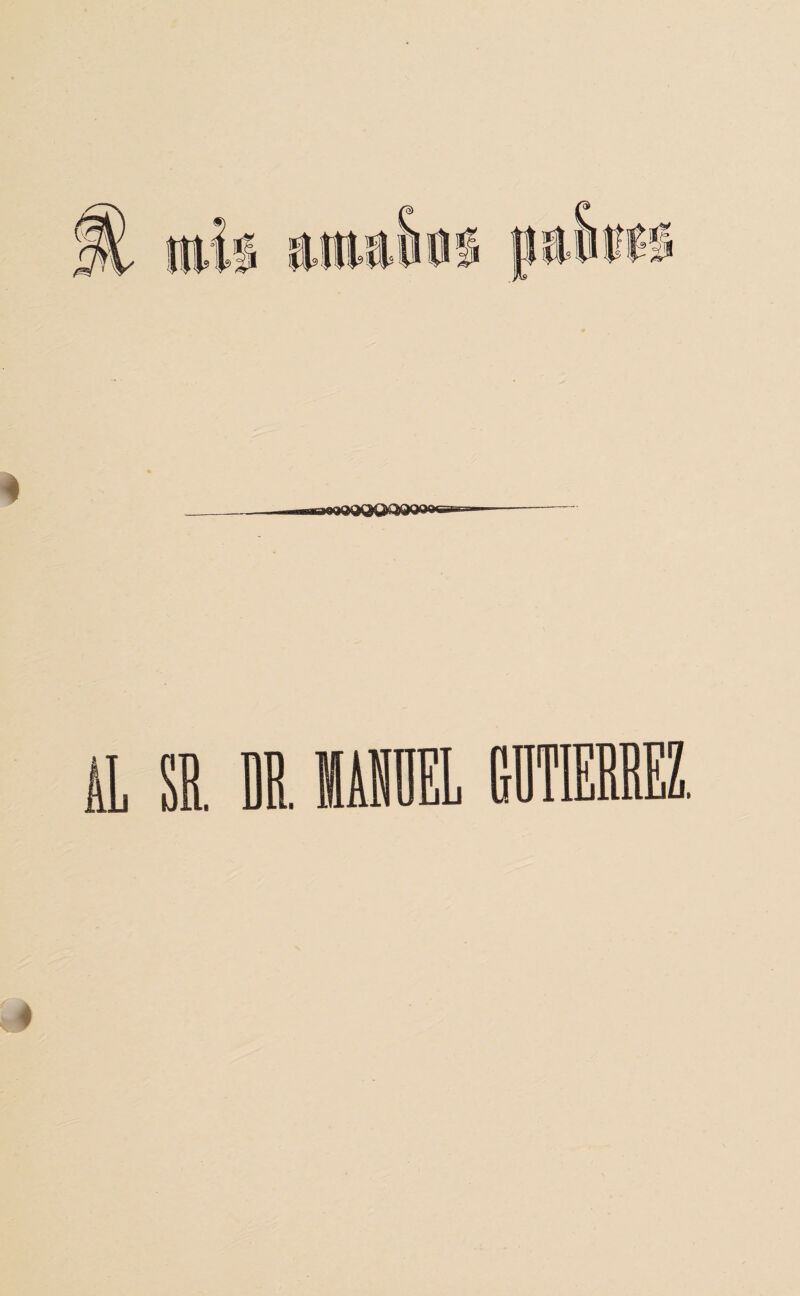 A mis amados padres
AL SR. DR. MANUEL GUTIERREZ.